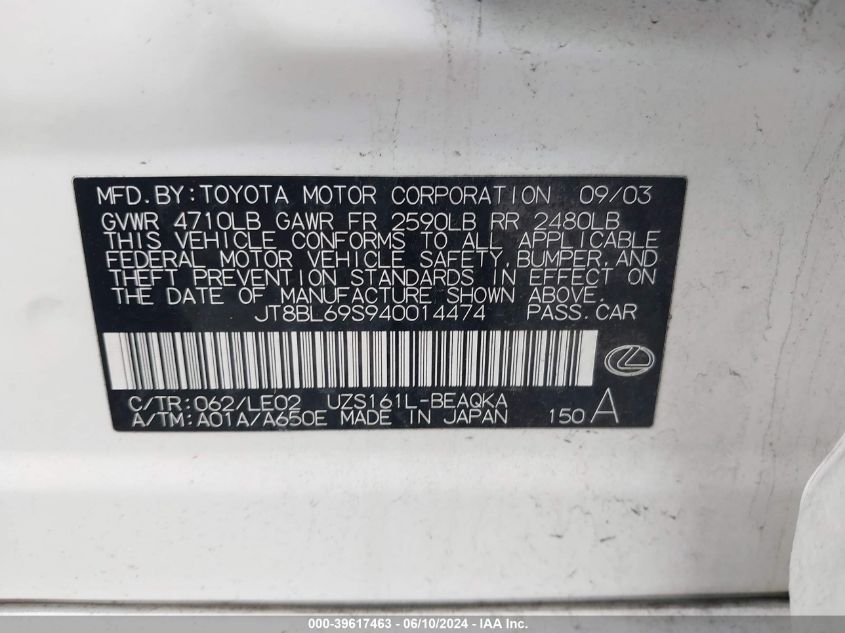 MFD.BY:TOYOTA MOTOR CORPORATION 09/03
GVWR 4710LB GAWR FR 2590LB RR 2480LB
THIS VEHICLE CONFORMS TO ALL APPLICABLE
FEDERAL MOTOR VEHICLE SAFETY,BUMPER,AND
THEFT PREVENTION STANDARDS IN EFFECT ON
THE DATE OF MANUFACTURE SHOWN ABOVE.
JT8BL69S940014474 PASS.CAR
C/TR:062/LE02 UZS161L-BEAQKA
A/TM:A01A/A650E MADE IN JAPAN 150 A
000-39617463 - 06/10/2024 - IAA Inc.